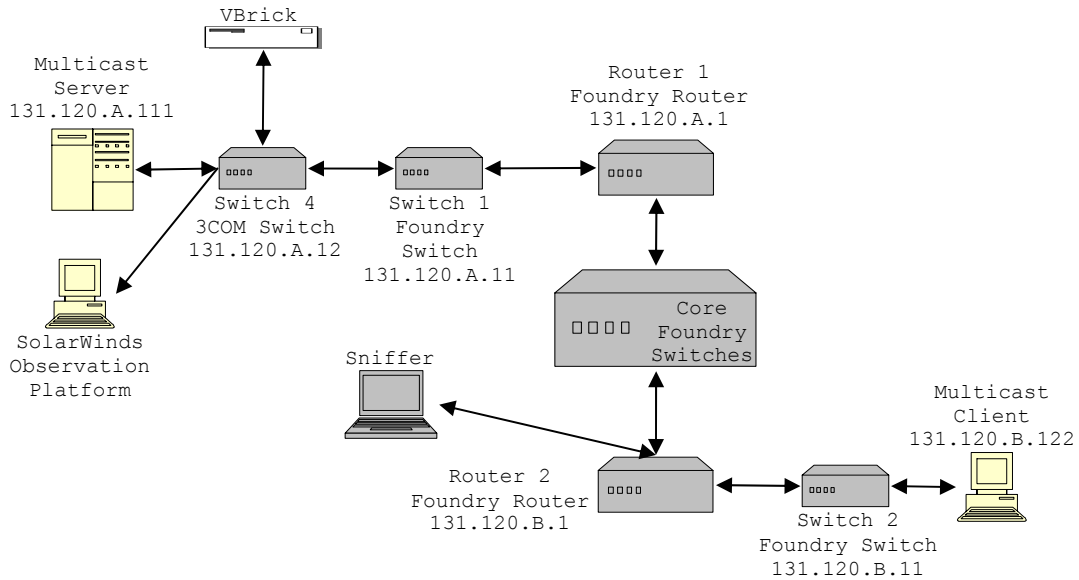 VBrick
Multicast
Server
131.120.A.111
Router 1
Foundry Router
131.120.A.1
Switch 4
3COM Switch
131.120.A.12
Switch 1
Foundry
Switch
131.120.A.11
Core
Foundry
Switches
SolarWinds
Observation
Platform
Sniffer
Multicast
Client
131.120.B.122
Router 2
Foundry Router
131.120.B.1
Switch 2
Foundry Switch
131.120.B.11